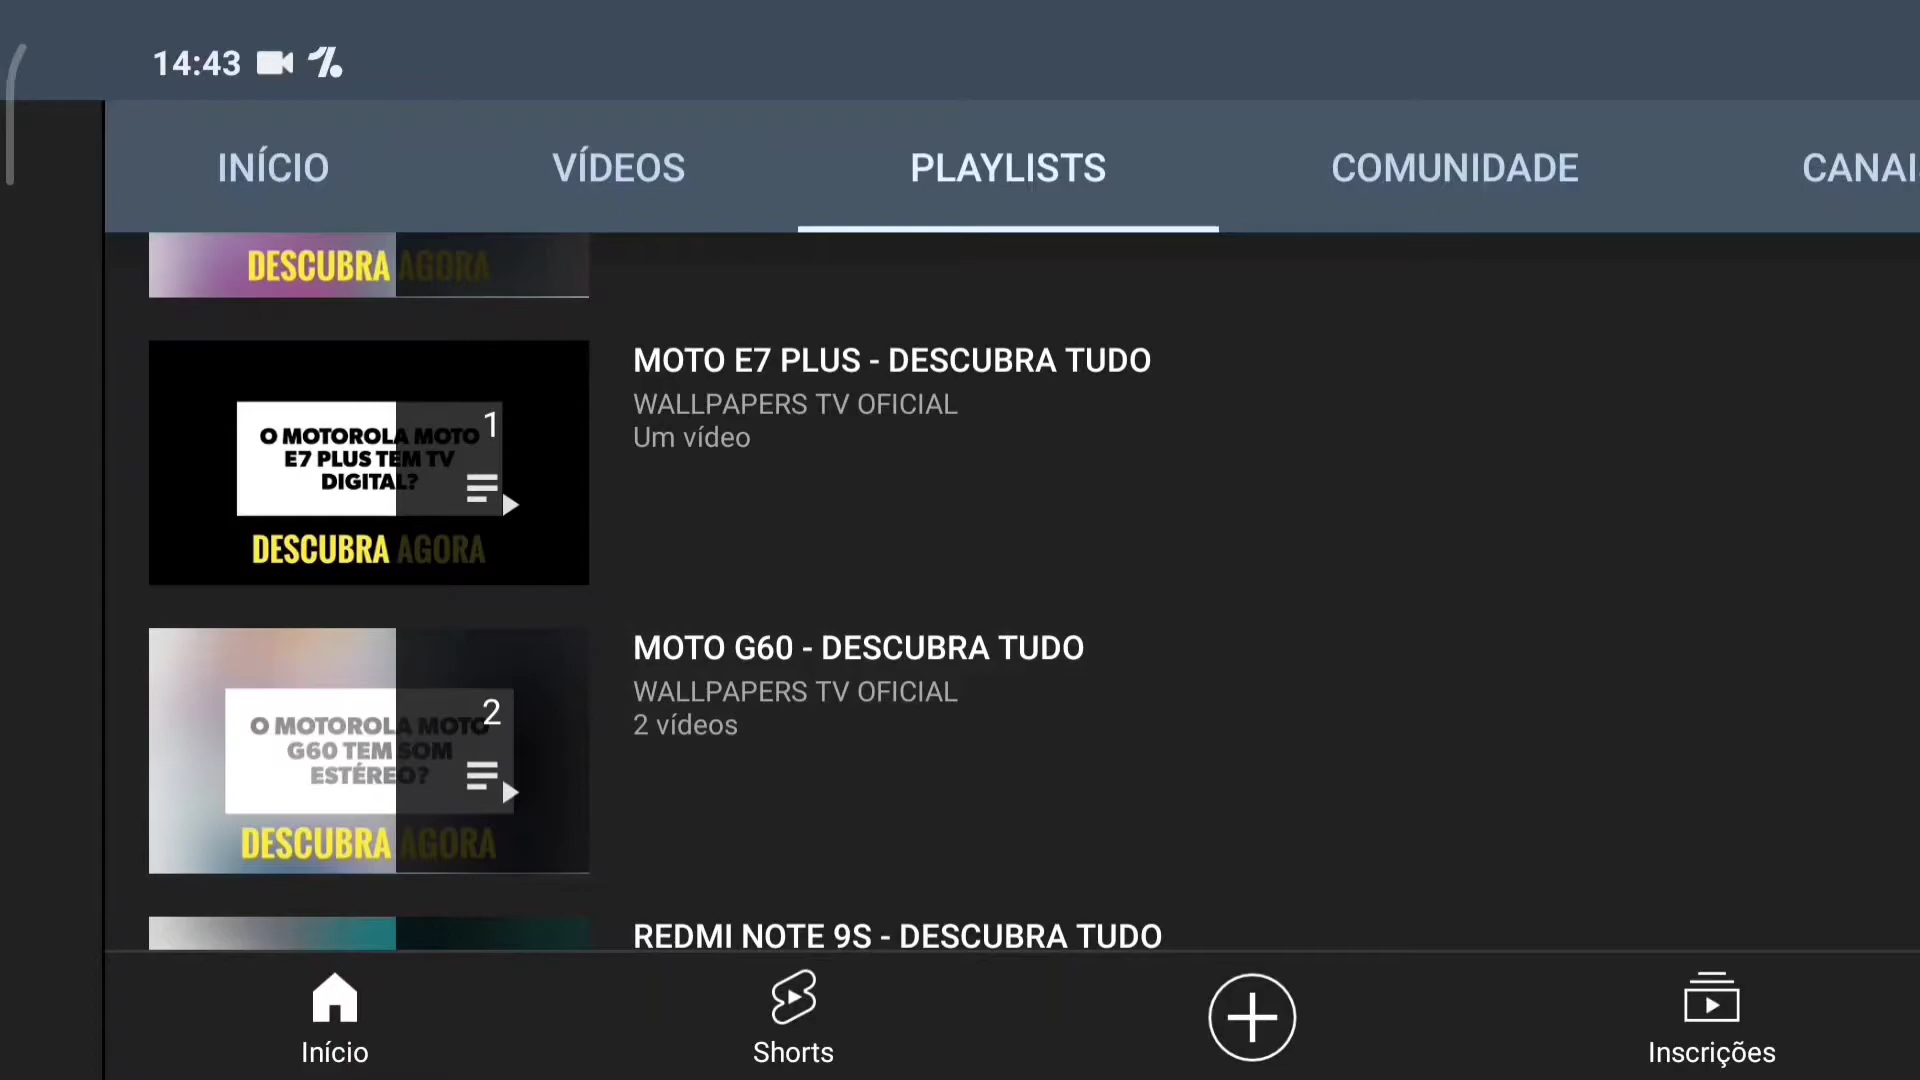 14:43
INÍCIO
VÍDEOS
PLAYLISTS
COMUNIDADE
CANAIS
DESCUBRA AGORA
O MOTOROLA MOTO
E7 PLUS TEM TV
DIGITAL?
1
DESCUBRA AGORA
MOTO E7 PLUS - DESCUBRA TUDO
WALLPAPERS TV OFICIAL
Um vídeo
O MOTOROLA MOTO
G60 TEM SOM
ESTÉREO?
2
DESCUBRA AGORA
MOTO G60 - DESCUBRA TUDO
WALLPAPERS TV OFICIAL
2 vídeos
REDMI NOTE 9S - DESCUBRA TUDO
Início
Shorts
Inscrições